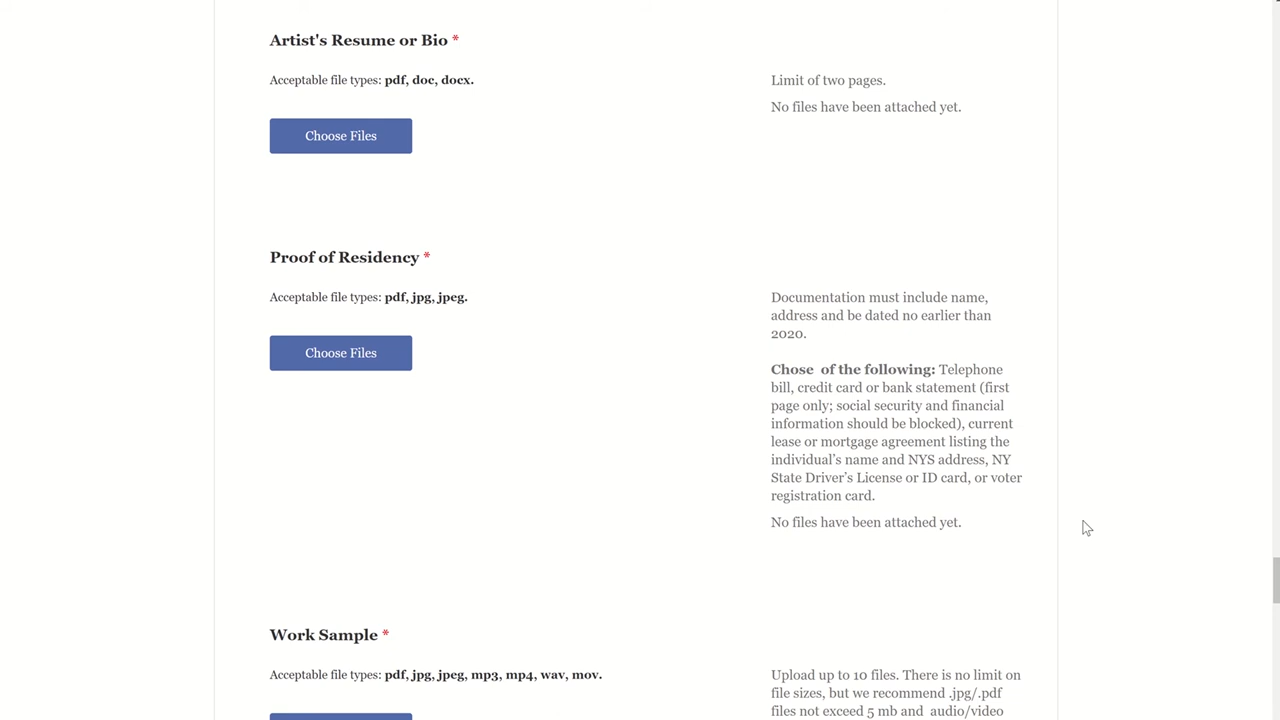 Artist's Resume or Bio *
Acceptable file types: pdf, doc, docx.
Choose Files
Limit of two pages.
No files have been attached yet.
Proof of Residency *
Acceptable file types: pdf, jpg, jpeg.
Choose Files
Documentation must include name,
address and be dated no earlier than
2020.
Chose  of the following: Telephone
bill, credit card or bank statement (first
page only; social security and financial
information should be blocked), current
lease or mortgage agreement listing the
individual’s name and NYS address, NY
State Driver’s License or ID card, or voter
registration card.
No files have been attached yet.
Work Sample *
Acceptable file types: pdf, jpg, jpeg, mp3, mp4, wav, mov.
Upload up to 10 files. There is no limit on
file sizes, but we recommend .jpg/.pdf
files not exceed 5 mb and  audio/video